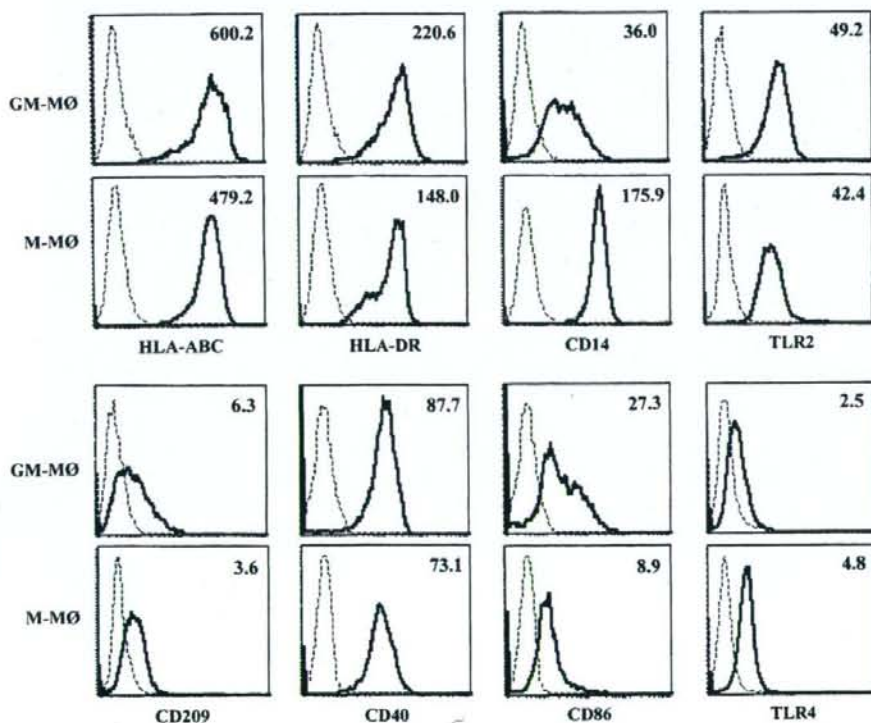 600.2 220.6 36.0 49.2
GM-MØ
479.2 148.0 175.9 42.4
M-MØ
HLA-ABC HLA-DR CD14 TLR2
6.3 87.7 27.3 2.5
GM-MØ
3.6 73.1 8.9 4.8
M-MØ
CD209 CD40 CD86 TLR4